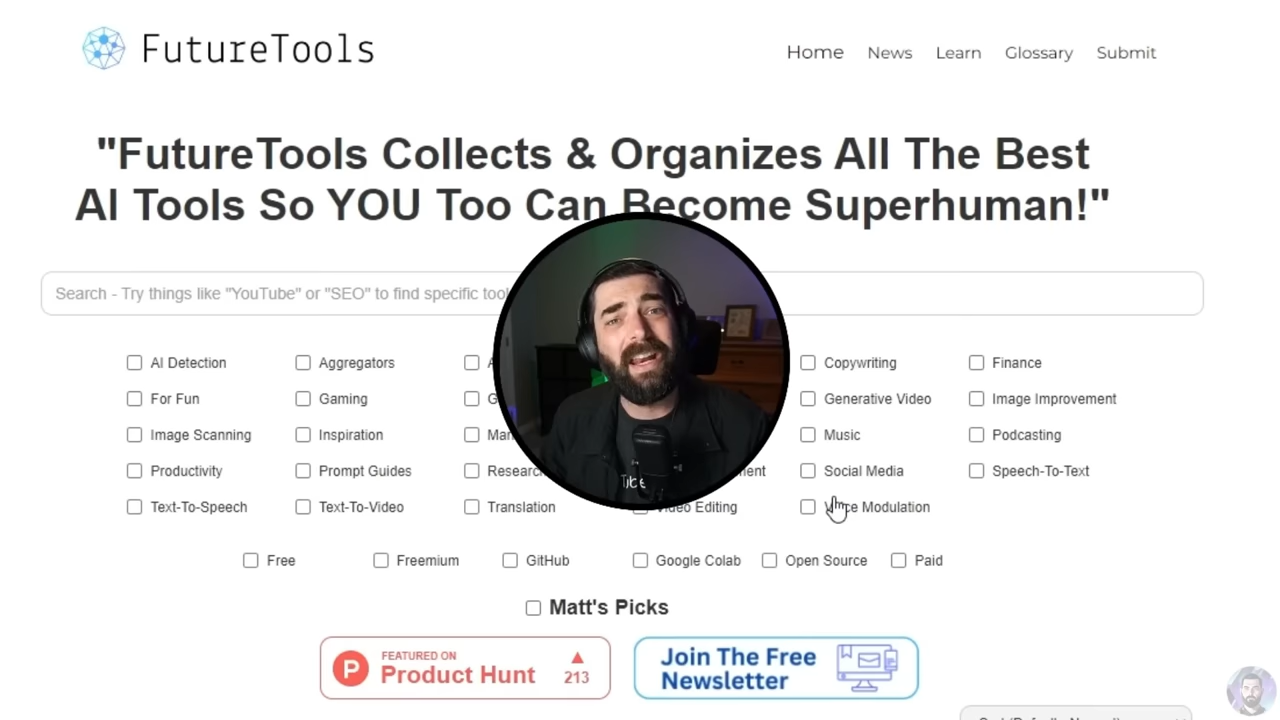 FutureTools
Home News Learn Glossary Submit
"FutureTools Collects & Organizes All The Best
AI Tools So YOU Too Can Become Superhuman!"
Search - Try things like "YouTube" or "SEO" to find specific
AI Detection Aggregators Copywriting Finance
For Fun Gaming Generative Video Image Improvement
Image Scanning Inspiration Music Podcasting
Productivity Prompt Guides Social Media Speech-To-Text
Text-To-Speech Text-To-Video Translation Video Editing Modulation
Free Freemium GitHub Google Colab Open Source Paid
Matt's Picks
FEATURED ON
Product Hunt
213
Join The Free
Newsletter